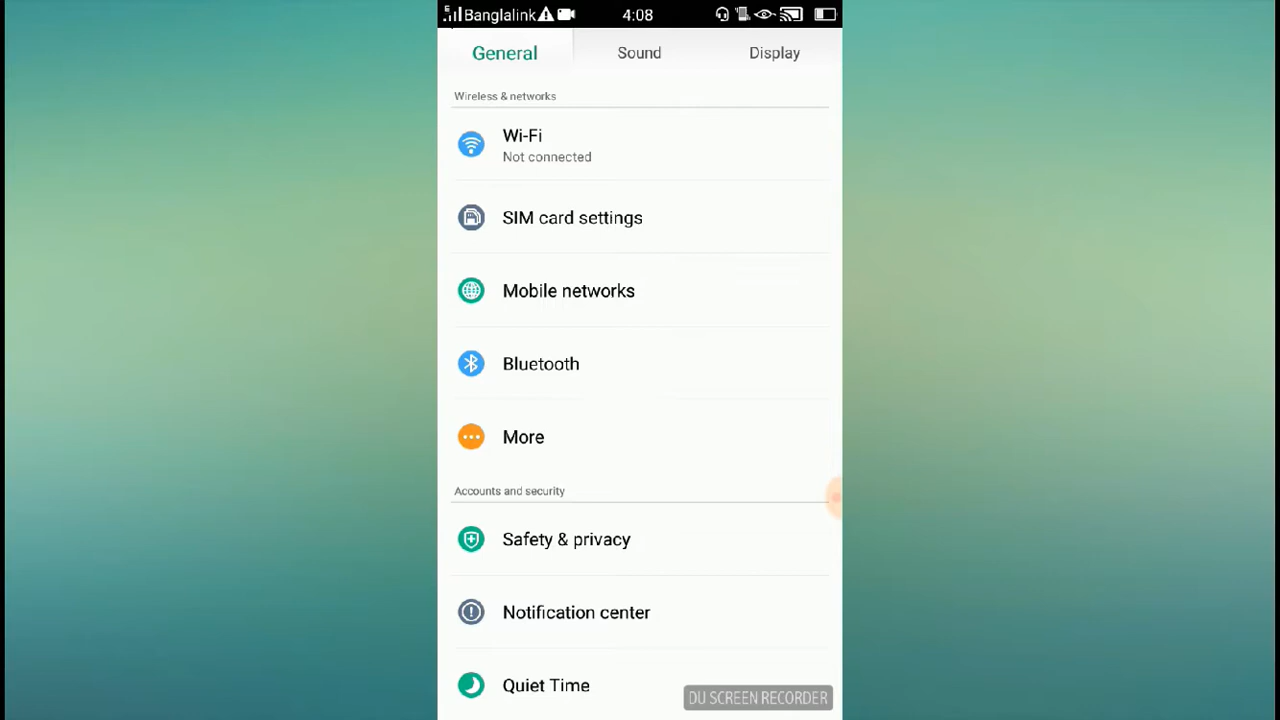 E
Banglalink 4:08
General Sound Display
Wireless & networks
Wi-Fi
Not connected
SIM card settings
Mobile networks
Bluetooth
More
Accounts and security
Safety & privacy
Notification center
Quiet Time
DU SCREEN RECORDER